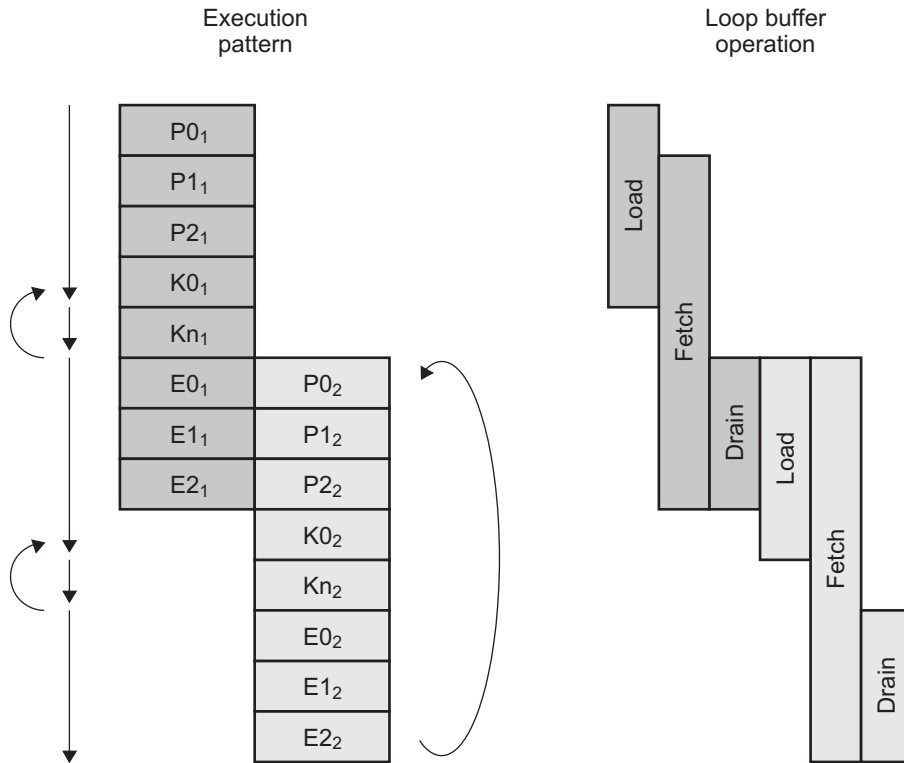 Execution
pattern
Loop buffer
operation
P0₁
P1₁
P2₁
K0₁
Kn₁
E0₁
E1₁
E2₁
P0₂
P1₂
P2₂
K0₂
Kn₂
E0₂
E1₂
E2₂
Load
Fetch
Drain
Load
Fetch
Drain